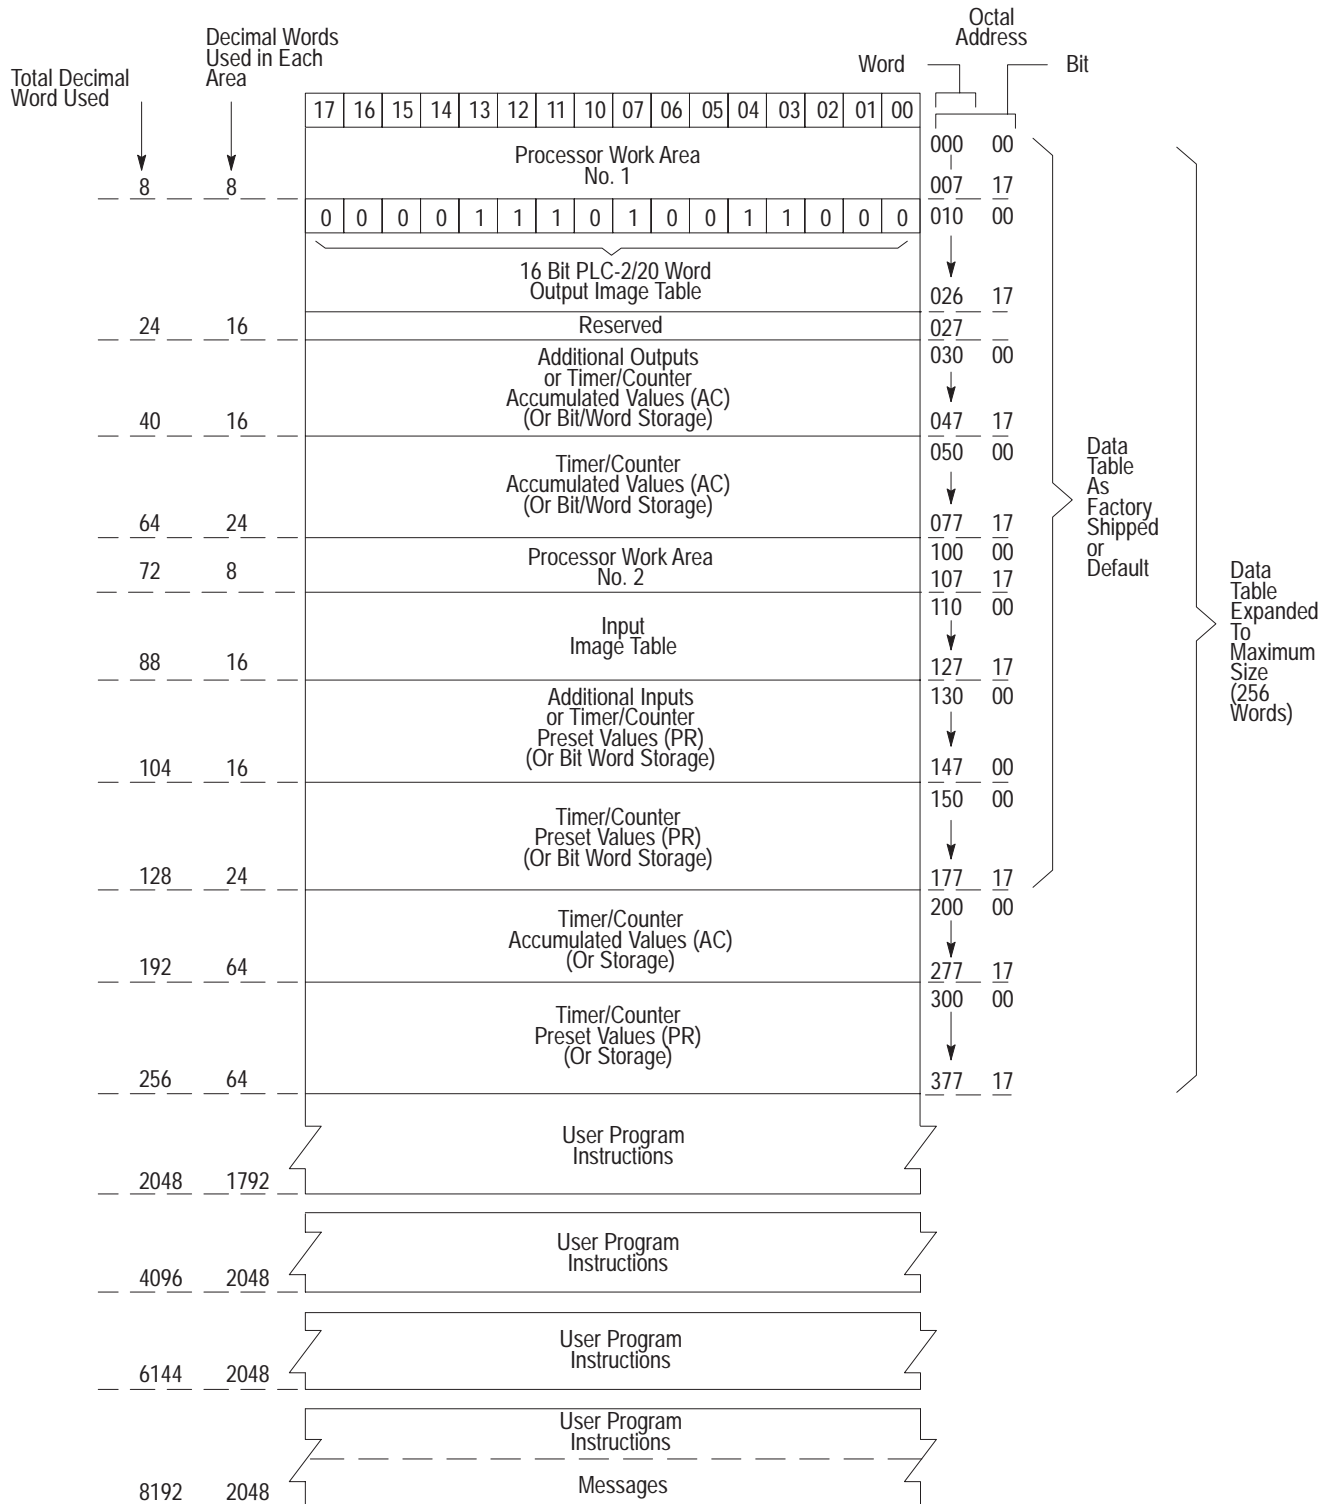 Octal
Address
Decimal Words
Used in Each
Area
Total Decimal
Word Used
Word
Bit
17 16 15 14 13 12 11 10 07 06 05 04 03 02 01 00
Processor Work Area
No. 1
000 00
8 8
007 17
0 0 0 0 1 1 1 0 1 0 0 1 1 0 0 0
010 00
16 Bit PLC-2/20 Word
Output Image Table
026 17
24 16
Reserved
027
Additional Outputs
or Timer/Counter
Accumulated Values (AC)
(Or Bit/Word Storage)
030 00
40 16
047 17
Timer/Counter
Accumulated Values (AC)
(Or Bit/Word Storage)
050 00
64 24
077 17
Processor Work Area
No. 2
100 00
72 8
107 17
Input
Image Table
110 00
88 16
127 17
Additional Inputs
or Timer/Counter
Preset Values (PR)
(Or Bit Word Storage)
130 00
104 16
147 00
Timer/Counter
Preset Values (PR)
(Or Bit Word Storage)
150 00
128 24
177 17
Timer/Counter
Accumulated Values (AC)
(Or Storage)
200 00
192 64
277 17
Timer/Counter
Preset Values (PR)
(Or Storage)
300 00
256 64
377 17
Data
Table
As
Factory
Shipped
or
Default
Data
Table
Expanded
To
Maximum
Size
(256
Words)
User Program
Instructions
2048 1792
User Program
Instructions
4096 2048
User Program
Instructions
6144 2048
User Program
Instructions
Messages
8192 2048